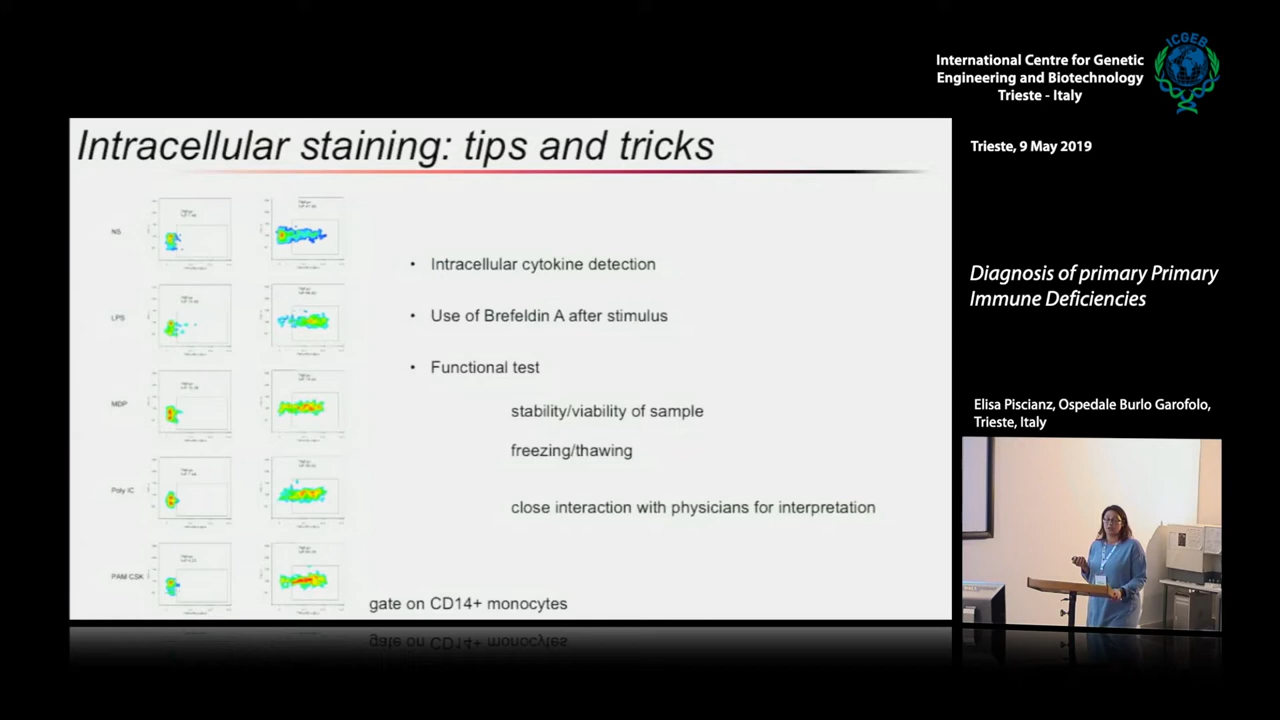 ICGEB
International Centre for Genetic
Engineering and Biotechnology
Trieste - Italy
Trieste, 9 May 2019
Diagnosis of primary Primary
Immune Deficiencies
Elisa Piscianz, Ospedale Burlo Garofolo,
Trieste, Italy
Intracellular staining: tips and tricks
NS
LPS
MDP
Poly IC
PAM CSK
• Intracellular cytokine detection
• Use of Brefeldin A after stimulus
• Functional test
stability/viability of sample
freezing/thawing
close interaction with physicians for interpretation
gate on CD14+ monocytes